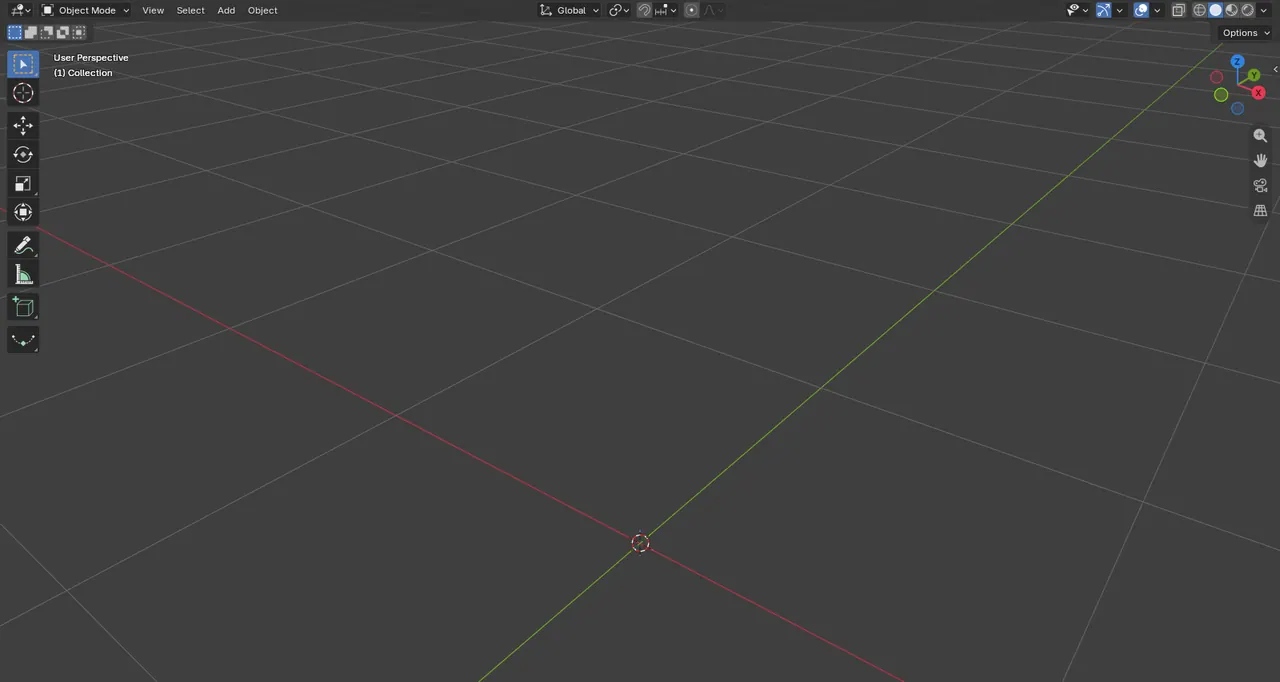 Object Mode View Select Add Object Global
Options
User Perspective
(1) Collection
Z
Y
X